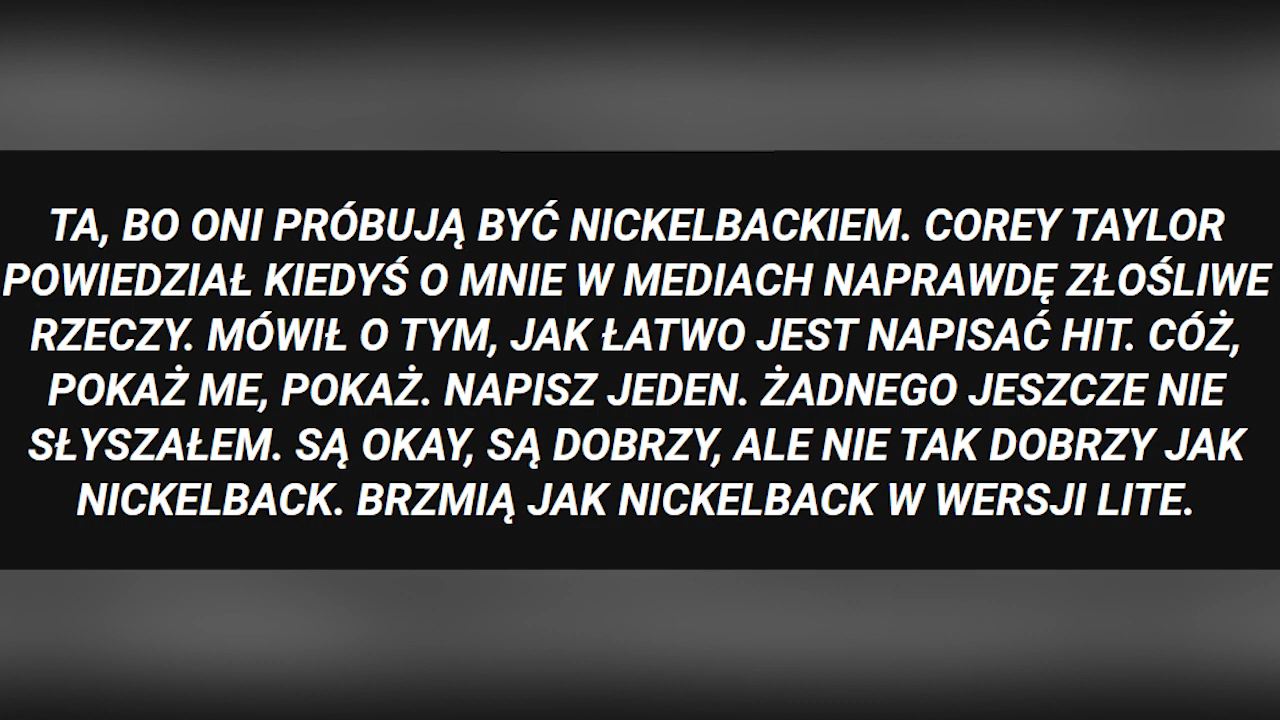 TA, BO ONI PRÓBUJĄ BYĆ NICKELBACKIEM. COREY TAYLOR
POWIEDZIAŁ KIEDYŚ O MNIE W MEDIACH NAPRAWDĘ ZŁOŚLIWE
RZECZY. MÓWIŁ O TYM, JAK ŁATWO JEST NAPISAĆ HIT. CÓŻ,
POKAŻ ME, POKAŻ. NAPISZ JEDEN. ŻADNEGO JESZCZE NIE
SŁYSZAŁEM. SĄ OKAY, SĄ DOBRZY, ALE NIE TAK DOBRZY JAK
NICKELBACK. BRZMIĄ JAK NICKELBACK W WERSJI LITE.